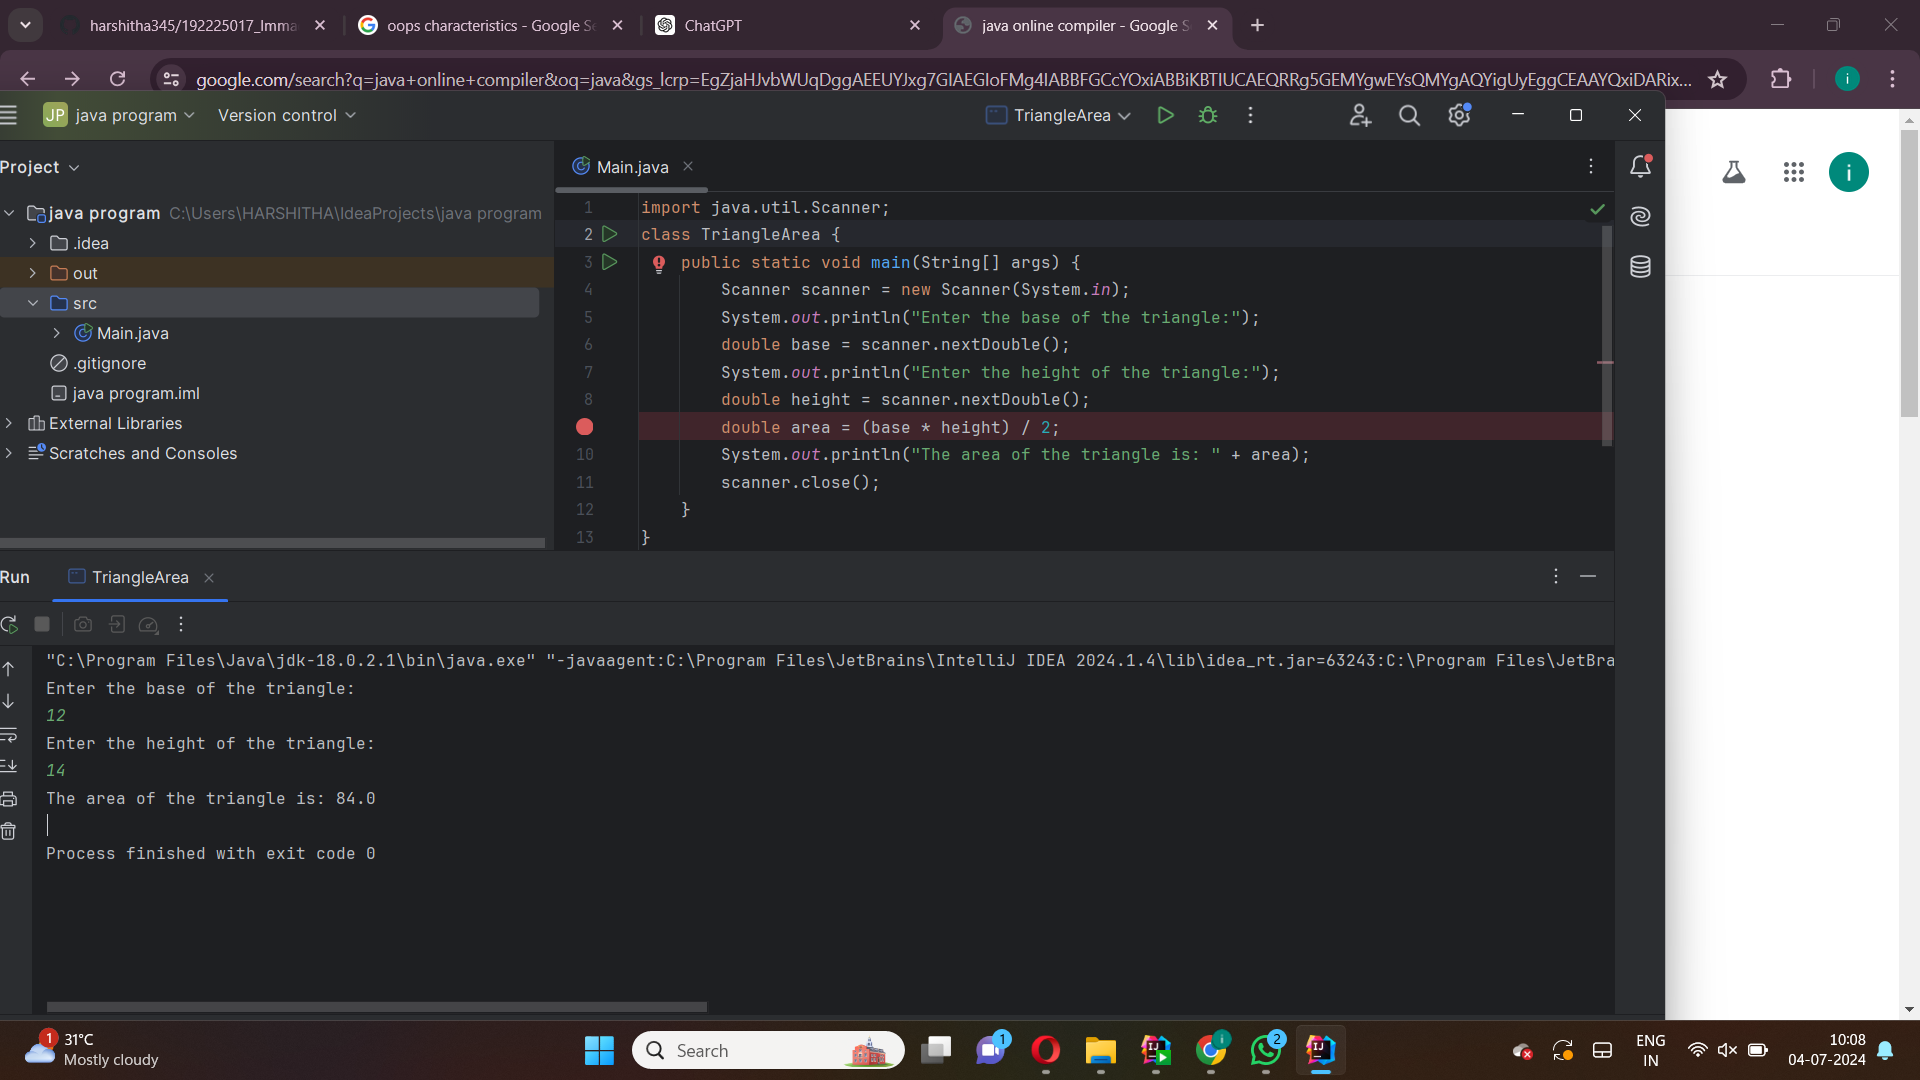 harshitha345/192225017_Imma
oops characteristics - Google Se
ChatGPT
java online compiler - Google S
google.com/search?q=java+online+compiler&oq=java&gs_lcrp=EgZjaHJvbWUqDggAEEUYJxg7GIAEGIoFMg4IABBFGCcYOxiABBiKBTIUCAEQRRg5GEMYgwEYsQMYgAQYigUyEggCEAAYQxiDARix...
JP java program Version control TriangleArea
Project
Main.java
java program C:\Users\HARSHITHA\IdeaProjects\java program
.idea
out
src
Main.java
.gitignore
java program.iml
External Libraries
Scratches and Consoles
1 import java.util.Scanner;
2 class TriangleArea {
3 public static void main(String[] args) {
4 Scanner scanner = new Scanner(System.in);
5 System.out.println("Enter the base of the triangle:");
6 double base = scanner.nextDouble();
7 System.out.println("Enter the height of the triangle:");
8 double height = scanner.nextDouble();
double area = (base * height) / 2;
10 System.out.println("The area of the triangle is: " + area);
11 scanner.close();
12 }
13 }
Run TriangleArea
"C:\Program Files\Java\jdk-18.0.2.1\bin\java.exe" "-javaagent:C:\Program Files\JetBrains\IntelliJ IDEA 2024.1.4\lib\idea_rt.jar=63243:C:\Program Files\JetBra
Enter the base of the triangle:
12
Enter the height of the triangle:
14
The area of the triangle is: 84.0
Process finished with exit code 0
i
i
1
31°C
Mostly cloudy
Search
1
i
2
ENG
IN
10:08
04-07-2024